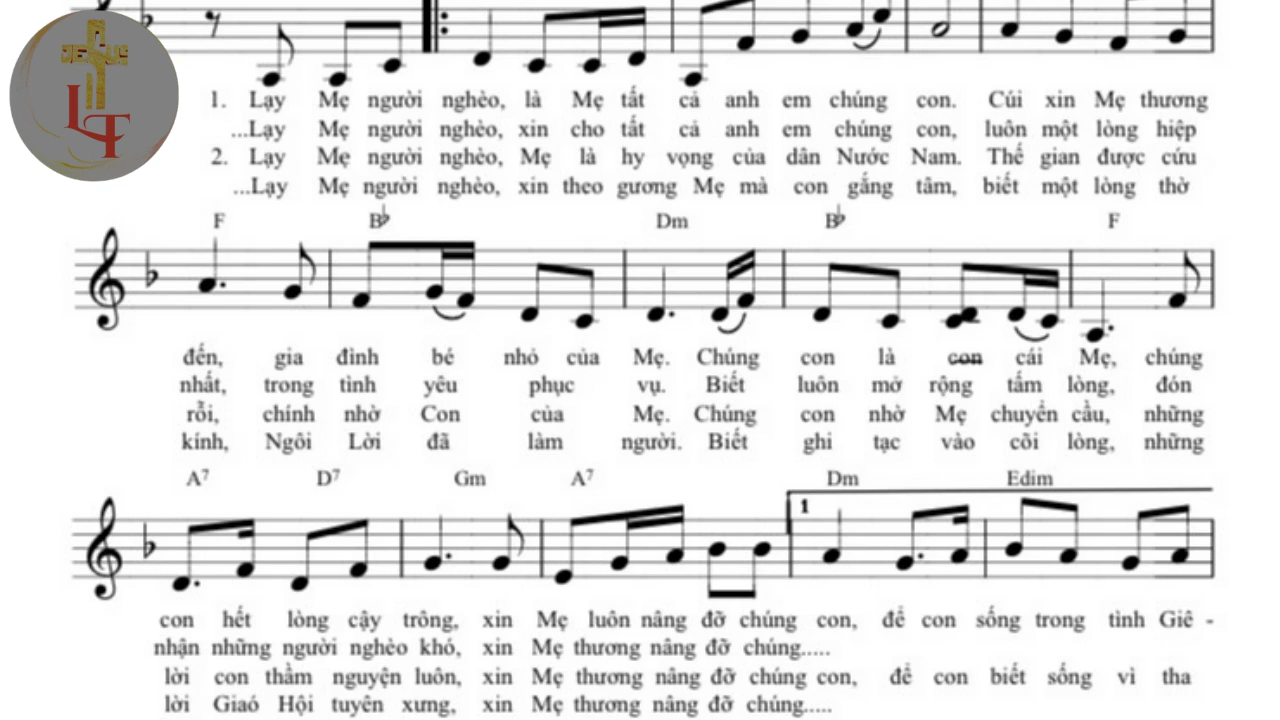 JESUS
LT
1. Lạy Mẹ người nghèo, là Mẹ tất cả anh em chúng con. Cúi xin Mẹ thương
...Lạy Mẹ người nghèo, xin cho tất cả anh em chúng con, luôn một lòng hiệp
2. Lạy Mẹ người nghèo, Mẹ là hy vọng của dân Nước Nam. Thế gian được cứu
...Lạy Mẹ người nghèo, xin theo gương Mẹ mà con gắng tâm, biết một lòng thờ
F B♭ Dm B♭ F
đến, gia đình bé nhỏ của Mẹ. Chúng con là con cái Mẹ, chúng
nhất, trong tình yêu phục vụ. Biết luôn mở rộng tấm lòng, đón
rỗi, chính nhờ Con của Mẹ. Chúng con nhờ Mẹ chuyển cầu, những
kính, Ngôi Lời đã làm người. Biết ghi tạc vào cõi lòng, những
A7 D7 Gm A7 Dm Edim
1
con hết lòng cậy trông, xin Mẹ luôn nâng đỡ chúng con, để con sống trong tình Giê -
nhận những người nghèo khó, xin Mẹ thương nâng đỡ chúng.....
lời con thầm nguyện luôn, xin Mẹ thương nâng đỡ chúng con, để con biết sống vì tha
lời Giaó Hội tuyên xưng, xin Mẹ thương nâng đỡ chúng.....